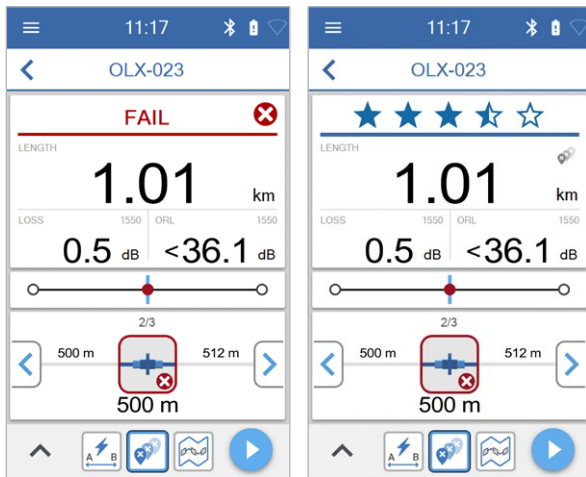 11:17
OLX-023
FAIL
LENGTH
1.01 km
LOSS 1550 ORL 1550
0.5 dB <36.1 dB
2/3
500 m 512 m
500 m
A B
11:17
OLX-023
LENGTH
1.01 km
LOSS 1550 ORL 1550
0.5 dB <36.1 dB
2/3
500 m 512 m
500 m
A B